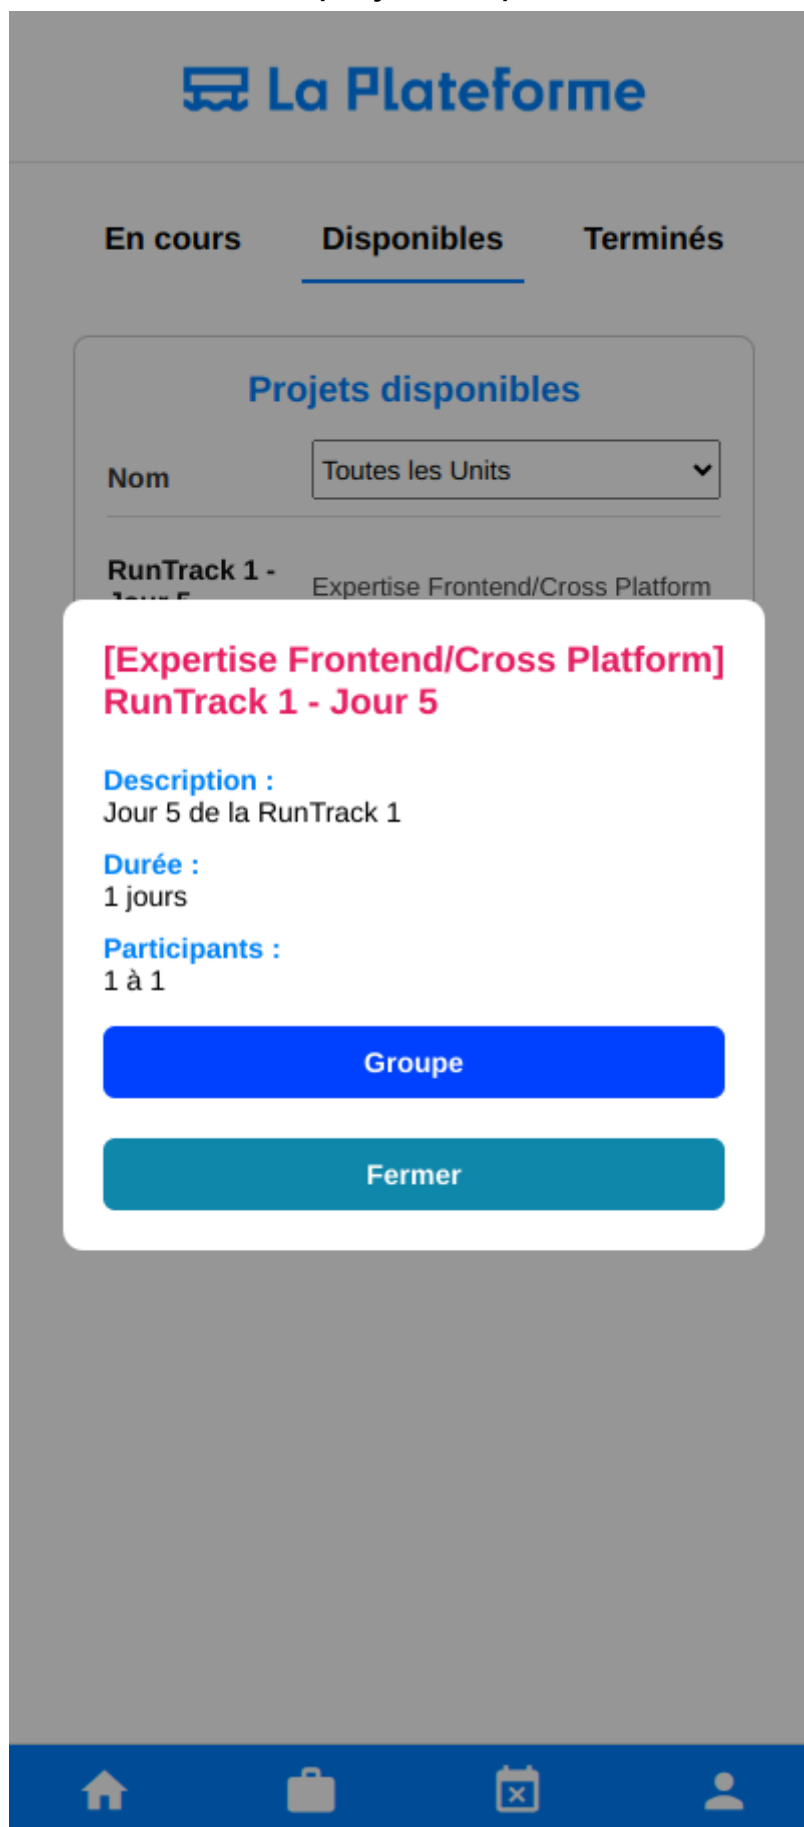 La Plateforme
En cours Disponibles Terminés
Projets disponibles
Nom Toutes les Units
RunTrack 1 -
Expertise Frontend/Cross Platform
[Expertise Frontend/Cross Platform]
RunTrack 1 - Jour 5
Description :
Jour 5 de la RunTrack 1
Durée :
1 jours
Participants :
1 à 1
Groupe
Fermer